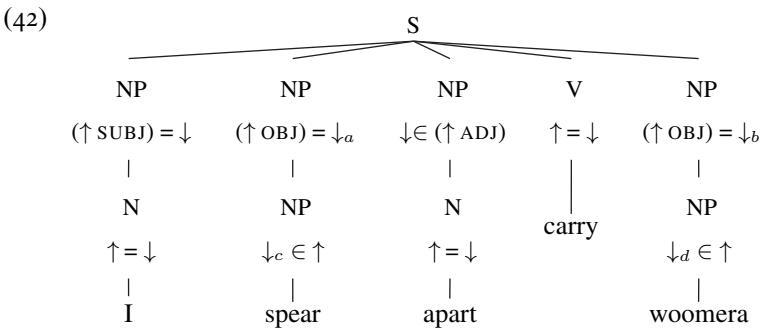 (42)
S
NP NP NP V NP
(↑ SUBJ) = ↓ (↑ OBJ) = ↓a ↓∈ (↑ ADJ) ↑ = ↓ (↑ OBJ) = ↓b
N NP N NP
carry
↑ = ↓ ↓c ∈ ↑ ↑ = ↓ ↓d ∈ ↑
I spear apart woomera